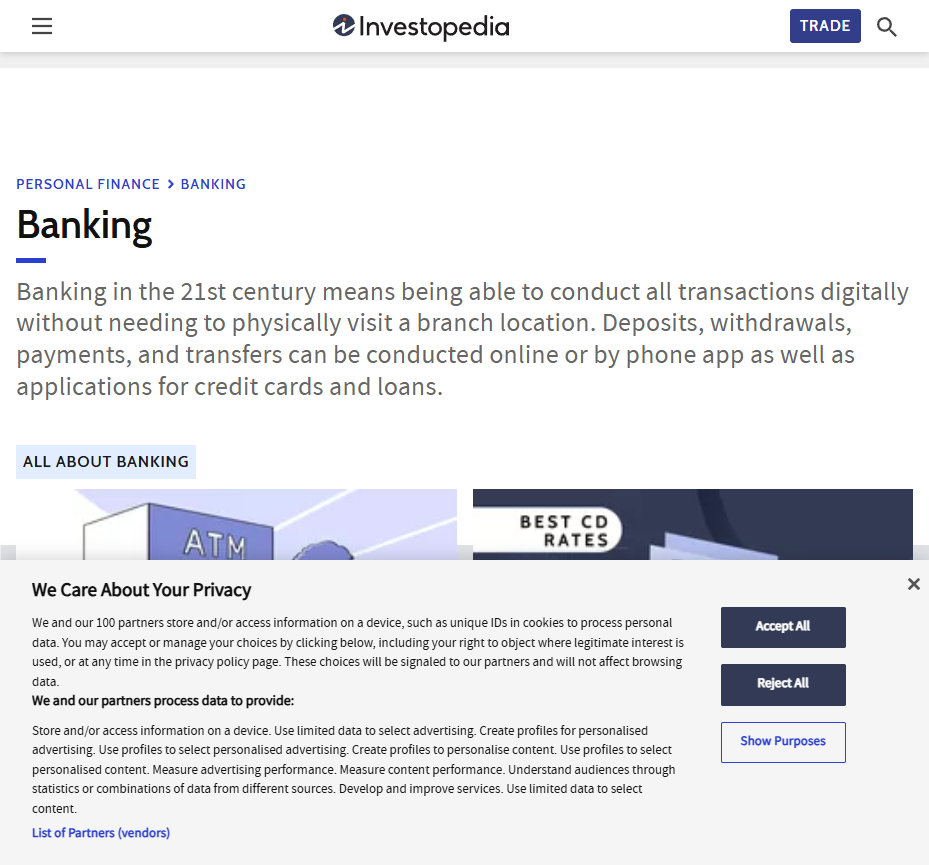 Investopedia
TRADE
PERSONAL FINANCE > BANKING
Banking
Banking in the 21st century means being able to conduct all transactions digitally
without needing to physically visit a branch location. Deposits, withdrawals,
payments, and transfers can be conducted online or by phone app as well as
applications for credit cards and loans.
ALL ABOUT BANKING
ATM
BEST CD
RATES
We Care About Your Privacy
We and our 100 partners store and/or access information on a device, such as unique IDs in cookies to process personal
data. You may accept or manage your choices by clicking below, including your right to object where legitimate interest is
used, or at any time in the privacy policy page. These choices will be signaled to our partners and will not affect browsing
data.
We and our partners process data to provide:
Store and/or access information on a device. Use limited data to select advertising. Create profiles for personalised
advertising. Use profiles to select personalised advertising. Create profiles to personalise content. Use profiles to select
personalised content. Measure advertising performance. Measure content performance. Understand audiences through
statistics or combinations of data from different sources. Develop and improve services. Use limited data to select
content.
List of Partners (vendors)
Accept All
Reject All
Show Purposes